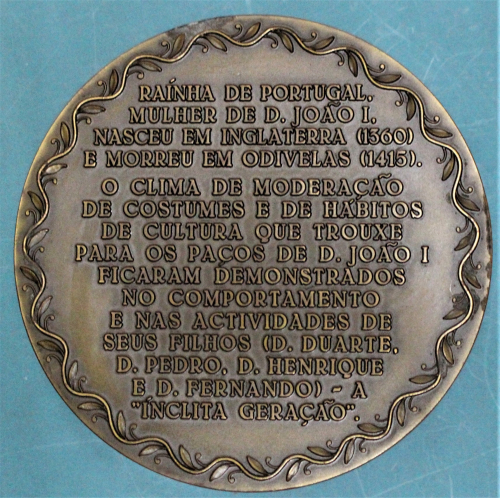 RAÍNHA DE PORTUGAL,
MULHER DE D. JOÃO I,
NASCEU EM INGLATERRA (1360)
E MORREU EM ODIVELAS (1415).
O CLIMA DE MODERAÇÃO
DE COSTUMES E DE HÁBITOS
DE CULTURA QUE TROUXE
PARA OS PAÇOS DE D. JOÃO I
FICARAM DEMONSTRADOS
NO COMPORTAMENTO
E NAS ACTIVIDADES DE
SEUS FILHOS (D. DUARTE,
D. PEDRO, D. HENRIQUE
E D. FERNANDO) - A
"ÍNCLITA GERAÇÃO".